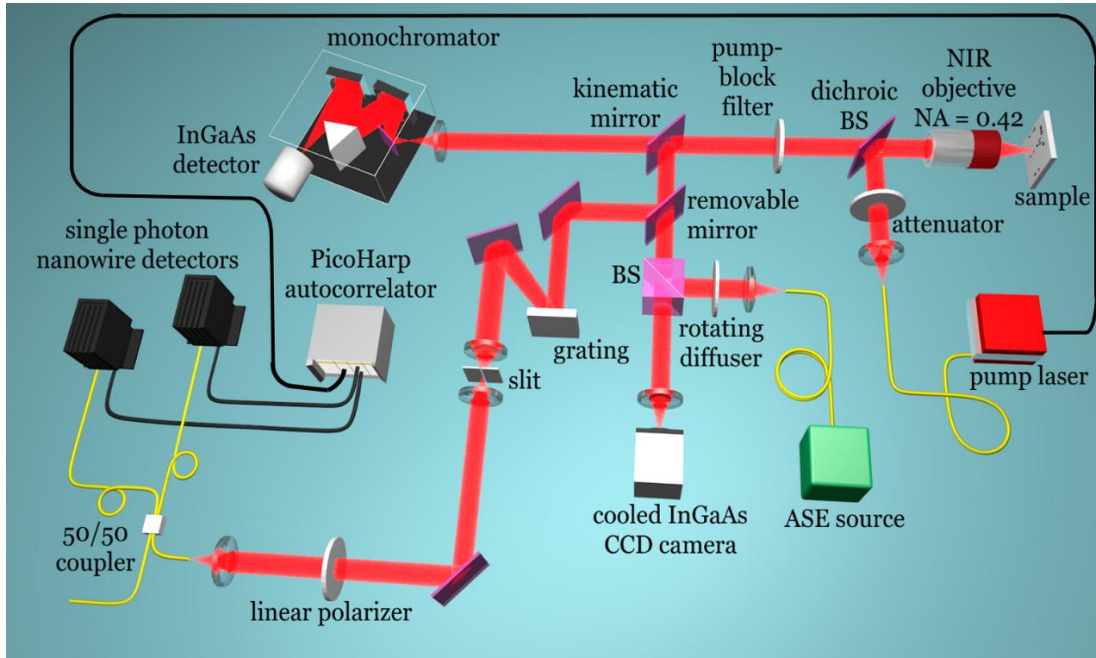 monochromator
InGaAs
detector
kinematic
mirror
pump-
block
filter
dichroic
BS
NIR
objective
NA = 0.42
sample
attenuator
removable
mirror
single photon
nanowire detectors
PicoHarp
autocorrelator
BS
rotating
diffuser
grating
slit
pump laser
50/50
coupler
linear polarizer
cooled InGaAs
CCD camera
ASE source